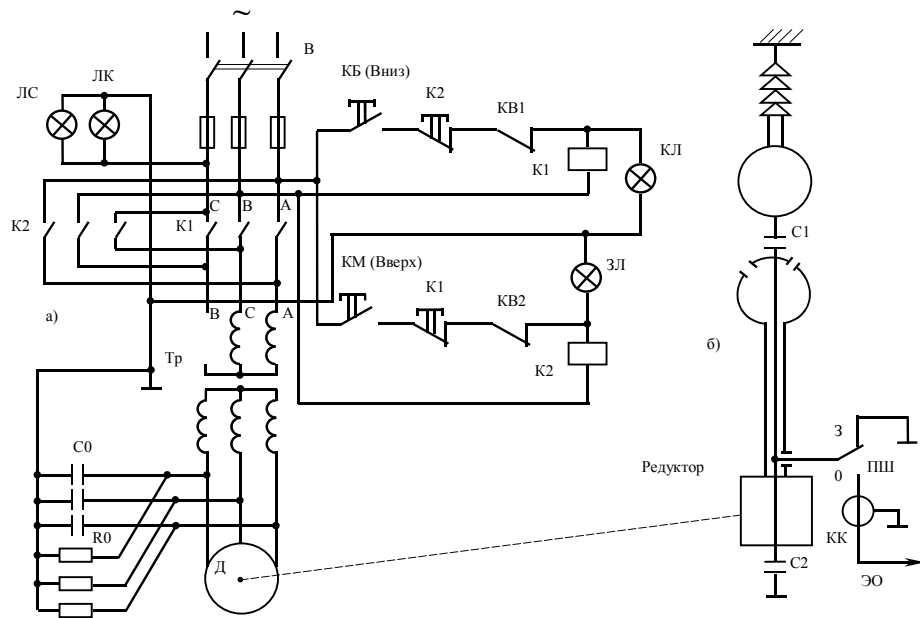 ~
В
КБ (Вниз)
К2
КВ1
ЛС
ЛК
К1
КЛ
С
В
А
К2
К1
С1
КМ (Вверх)
К1
КВ2
ЗЛ
а)
В
С
А
б)
Тр
К2
З
С0
Редуктор
0
ПШ
R0
КК
Д
С2
ЭО